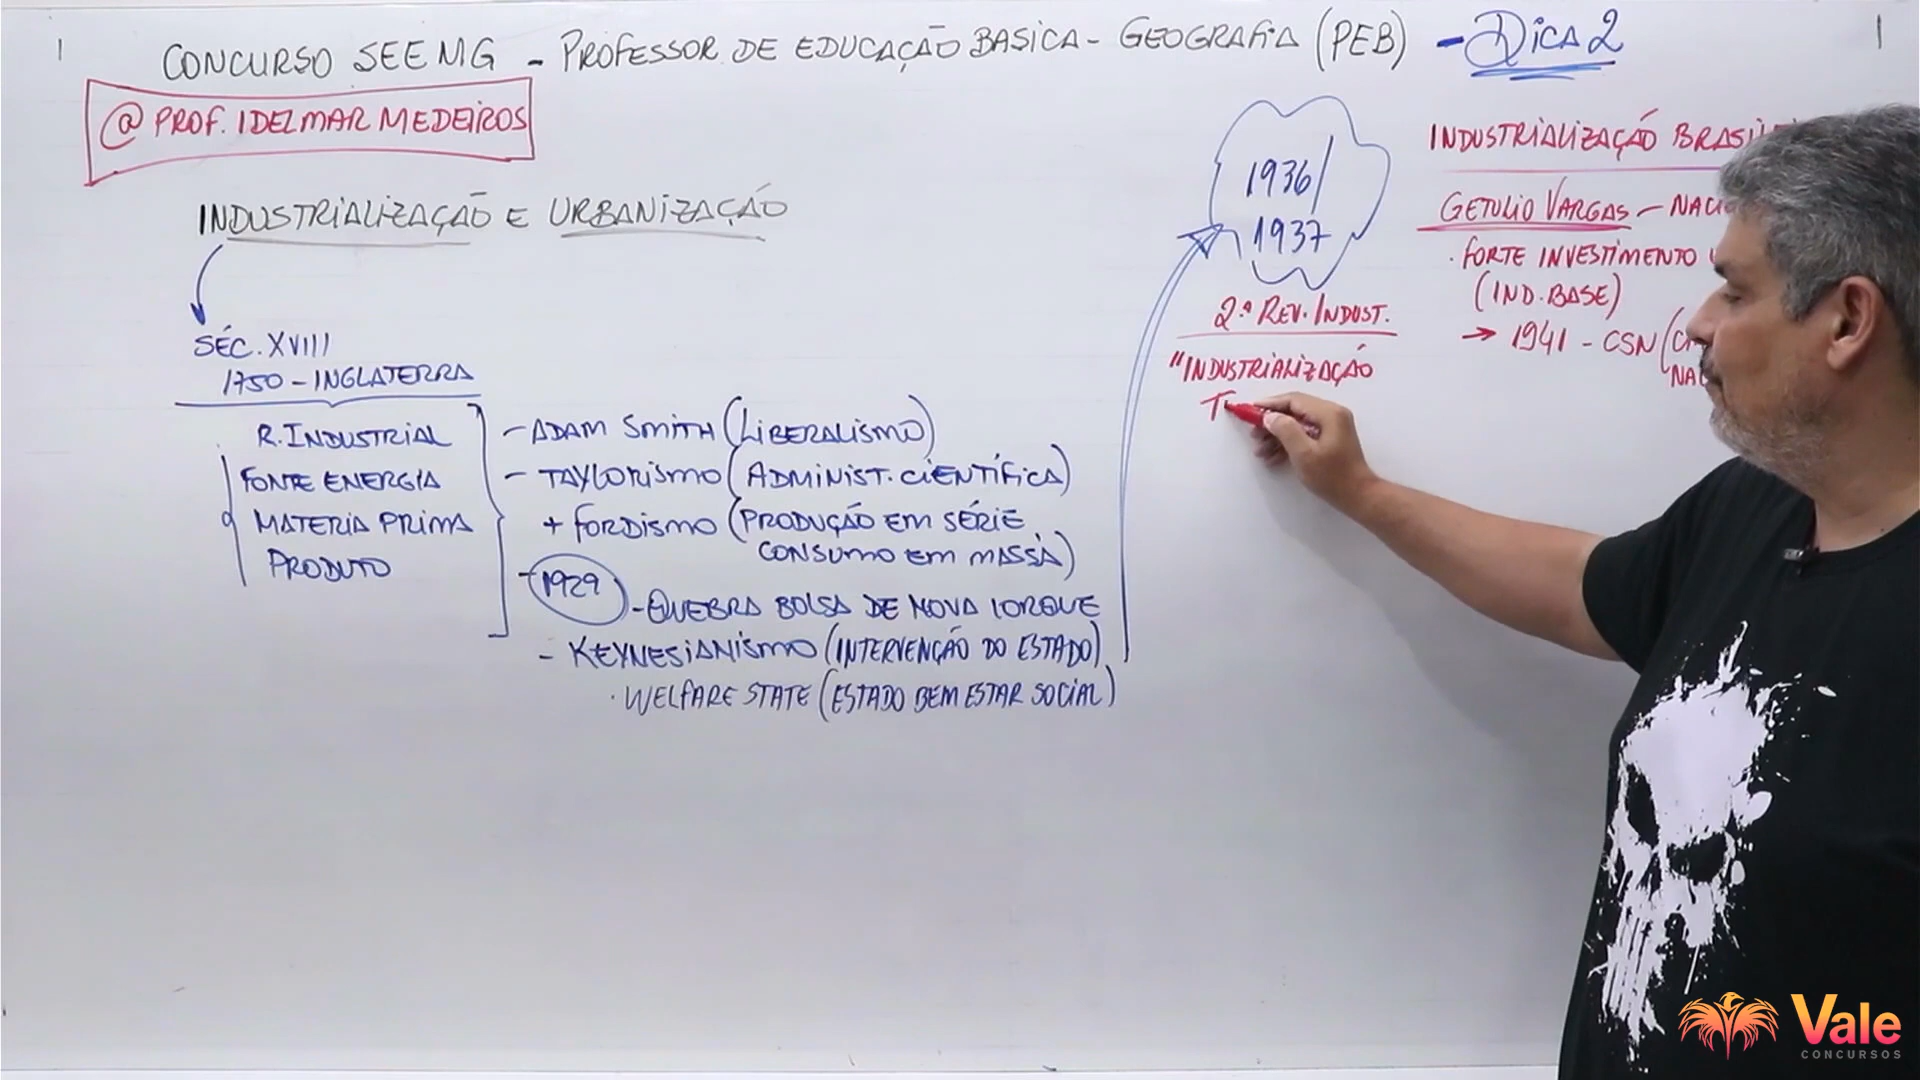 CONCURSO SEEMG - PROFESSOR DE EDUCAÇÃO BASICA - GEOGRAFIA (PEB) - DICA 2
@ PROF. IDELMAR MEDEIROS
INDUSTRIALIZAÇÃO E URBANIZAÇÃO
SÉC. XVIII
1750 - INGLATERRA
R. INDUSTRIAL
FONTE ENERGIA
MATERIA PRIMA
PRODUTO
- ADAM SMITH (LIBERALISMO)
- TAYLORISMO (ADMINIST. CIENTÍFICA)
+ FORDISMO (PRODUÇÃO EM SÉRIE,
CONSUMO EM MASSA)
- 1929
- QUEBRA BOLSA DE NOVA IORQUE
- KEYNESIANISMO (INTERVENÇÃO DO ESTADO)
· WELFARE STATE (ESTADO BEM ESTAR SOCIAL)
1936/
1937
2ª REV. INDUST.
"INDUSTRIALIZAÇÃO
T
INDUSTRIALIZAÇÃO
GETULIO VARGAS -
· FORTE INVESTIMENTO
(IND. BASE)
→ 1941 - CSN (
Vale
CONCURSOS